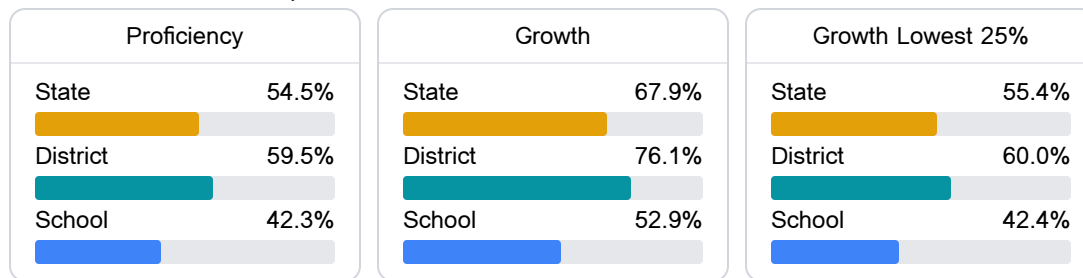 Proficiency
State 54.5%
District 59.5%
School 42.3%
Growth
State 67.9%
District 76.1%
School 52.9%
Growth Lowest 25%
State 55.4%
District 60.0%
School 42.4%